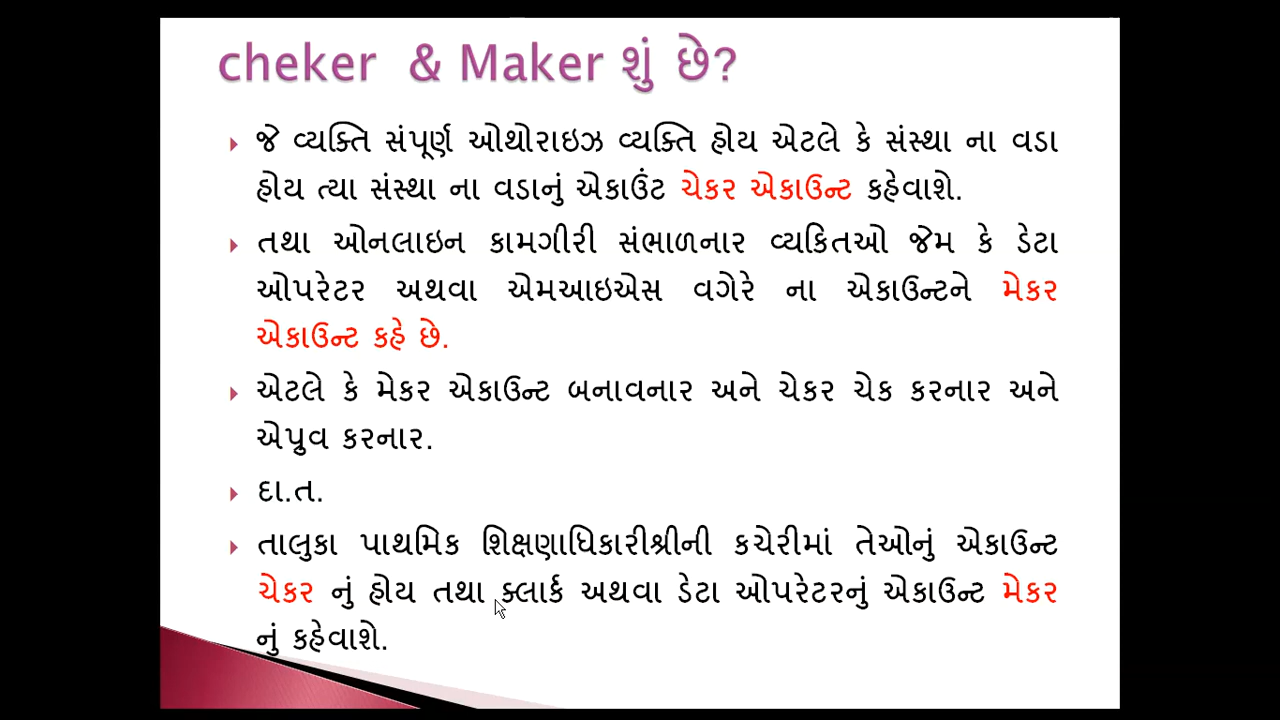 cheker & Maker શું છે?
જે વ્યક્તિ સંપૂર્ણ ઓથોરાઇઝ વ્યક્તિ હોય એટલે કે સંસ્થા ના વડા
હોય ત્યા સંસ્થા ના વડાનું એકાઉંટ ચેકર એકાઉન્ટ કહેવાશે.
તથા ઓનલાઇન કામગીરી સંભાળનાર વ્યકિતઓ જેમ કે ડેટા
ઓપરેટર અથવા એમઆઇએસ વગેરે ના એકાઉન્ટને મેકર
એકાઉન્ટ કહે છે.
એટલે કે મેકર એકાઉન્ટ બનાવનાર અને ચેકર ચેક કરનાર અને
એપ્રુવ કરનાર.
દા.ત.
તાલુકા પાથમિક શિક્ષણાધિકારીશ્રીની કચેરીમાં તેઓનું એકાઉન્ટ
ચેકર નું હોય તથા ક્લાર્ક અથવા ડેટા ઓપરેટરનું એકાઉન્ટ મેકર
નું કહેવાશે.